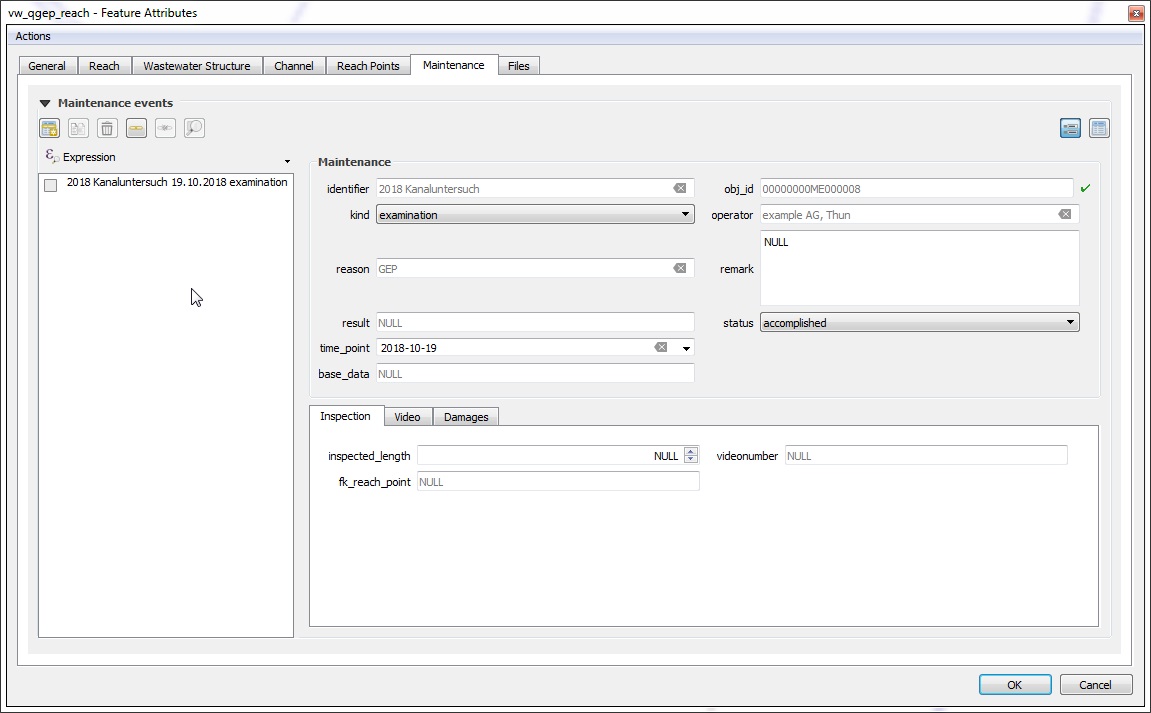 vw_qgep_reach - Feature Attributes
Actions
General Reach Wastewater Structure Channel Reach Points Maintenance Files
Maintenance events
Expression
2018 Kanaluntersuch 19.10.2018 examination
Maintenance
identifier 2018 Kanaluntersuch obj_id 00000000ME000008
kind examination operator example AG, Thun
reason GEP remark NULL
result NULL status accomplished
time_point 2018-10-19
base_data NULL
Inspection Video Damages
inspected_length NULL videonumber NULL
fk_reach_point NULL
OK Cancel